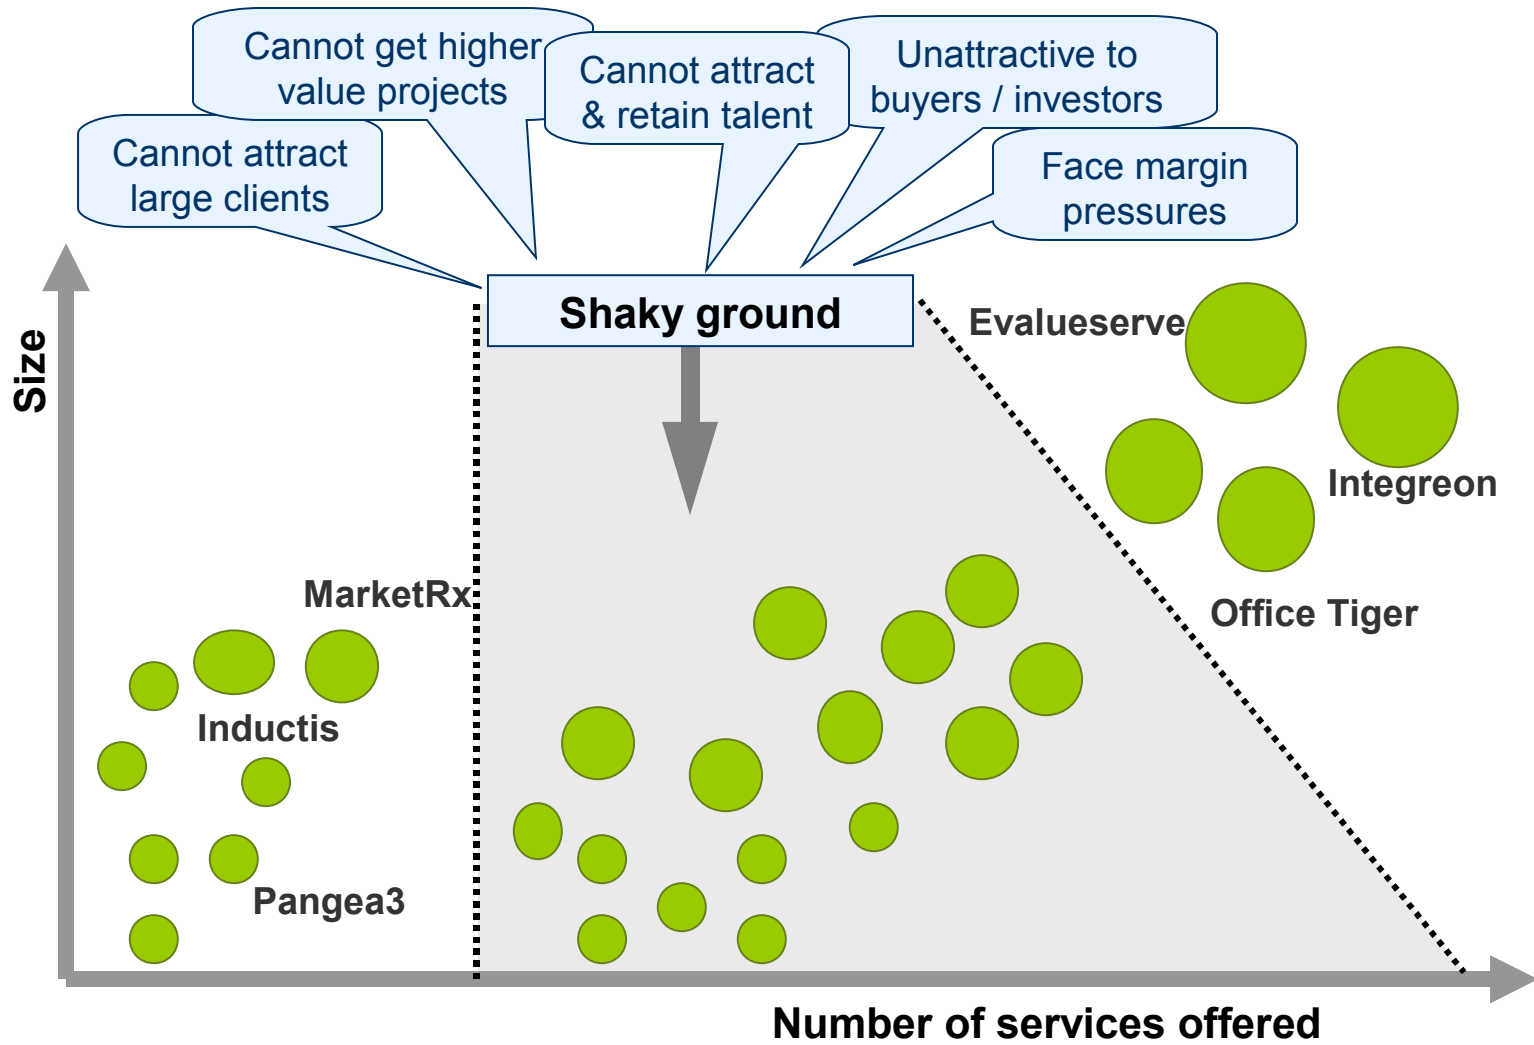 Cannot get higher
value projects
Cannot attract
& retain talent
Unattractive to
buyers / investors
Cannot attract
large clients
Face margin
pressures
Shaky ground
Evalueserve
Size
Integreon
MarketRx
Office Tiger
Inductis
Pangea3
Number of services offered